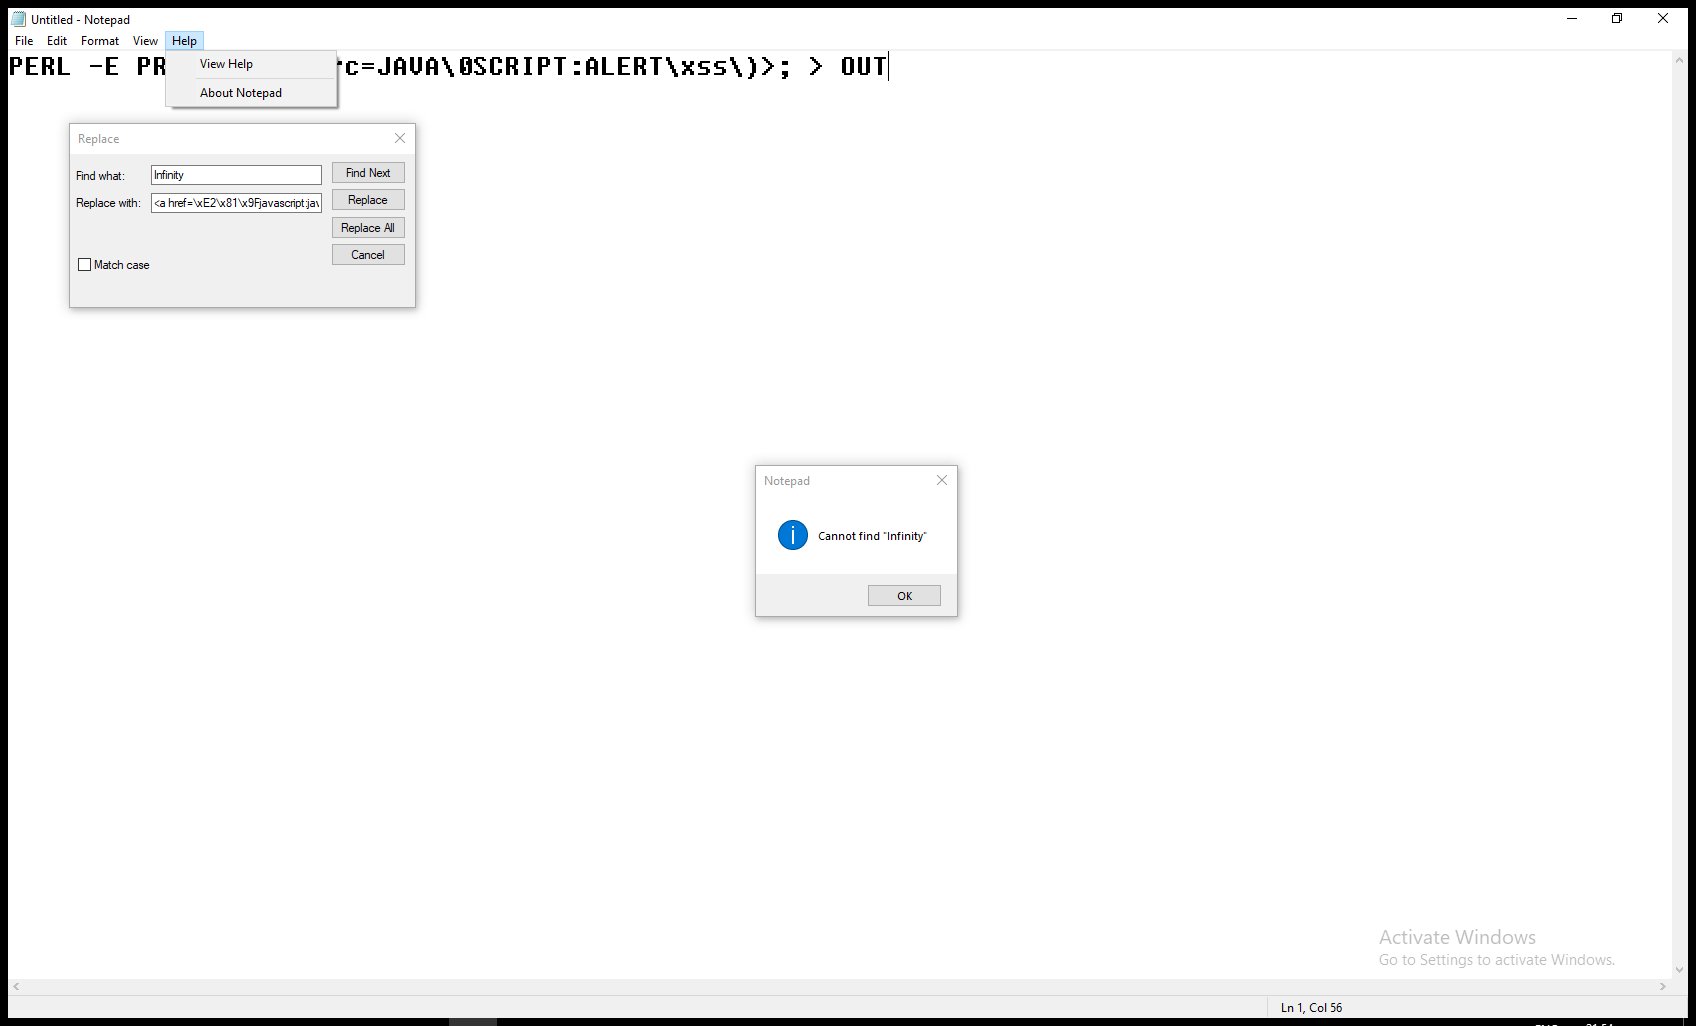 Untitled - Notepad
File Edit Format View Help
PERL -E PR rc=JAVA\0SCRIPT:ALERT\xss\)>; > OUT
View Help
About Notepad
Replace
Find what: Infinity Find Next
Replace with: <a href=\xE2\x81\x9Fjavascript:jav Replace
Replace All
Cancel
Match case
Notepad
Cannot find "Infinity"
OK
Activate Windows
Go to Settings to activate Windows.
Ln 1, Col 56